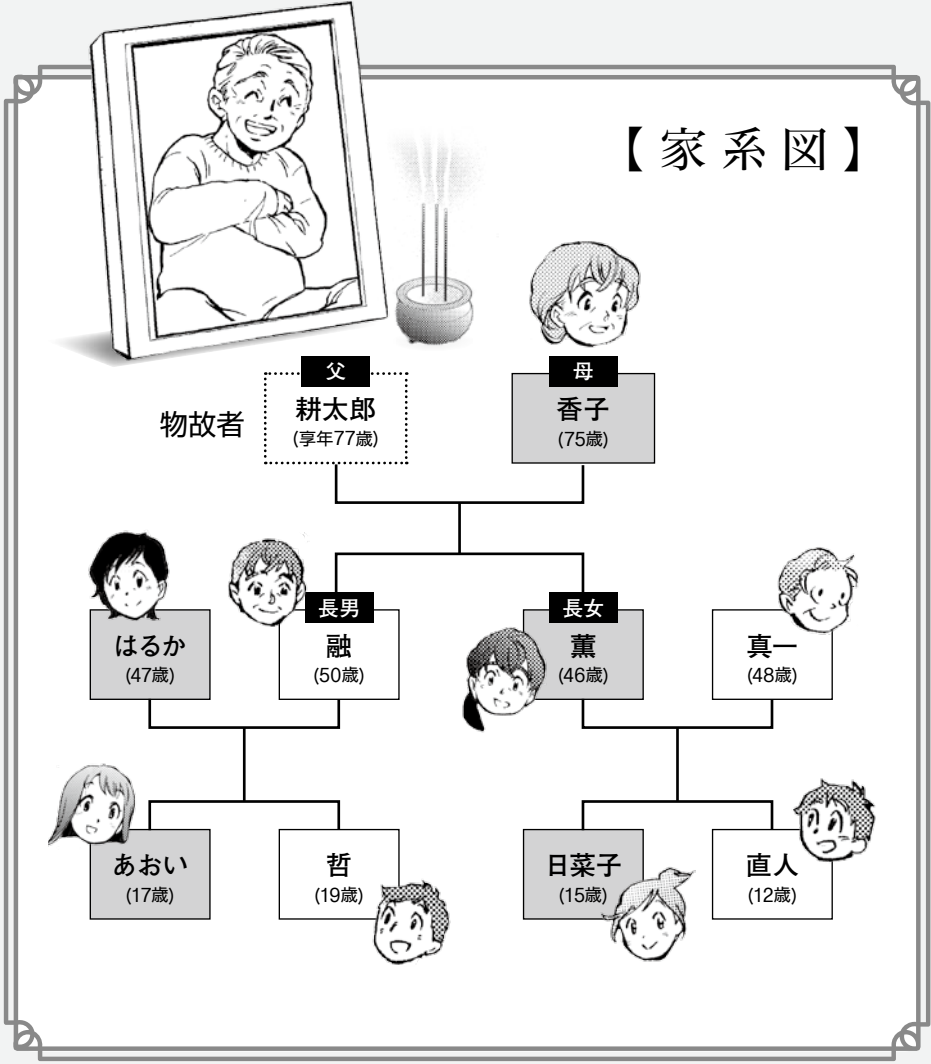 【家系図】
父
耕太郎
(享年77歳)
物故者
母
香子
(75歳)
はるか
(47歳)
長男
融
(50歳)
長女
薫
(46歳)
真一
(48歳)
あおい
(17歳)
哲
(19歳)
日菜子
(15歳)
直人
(12歳)